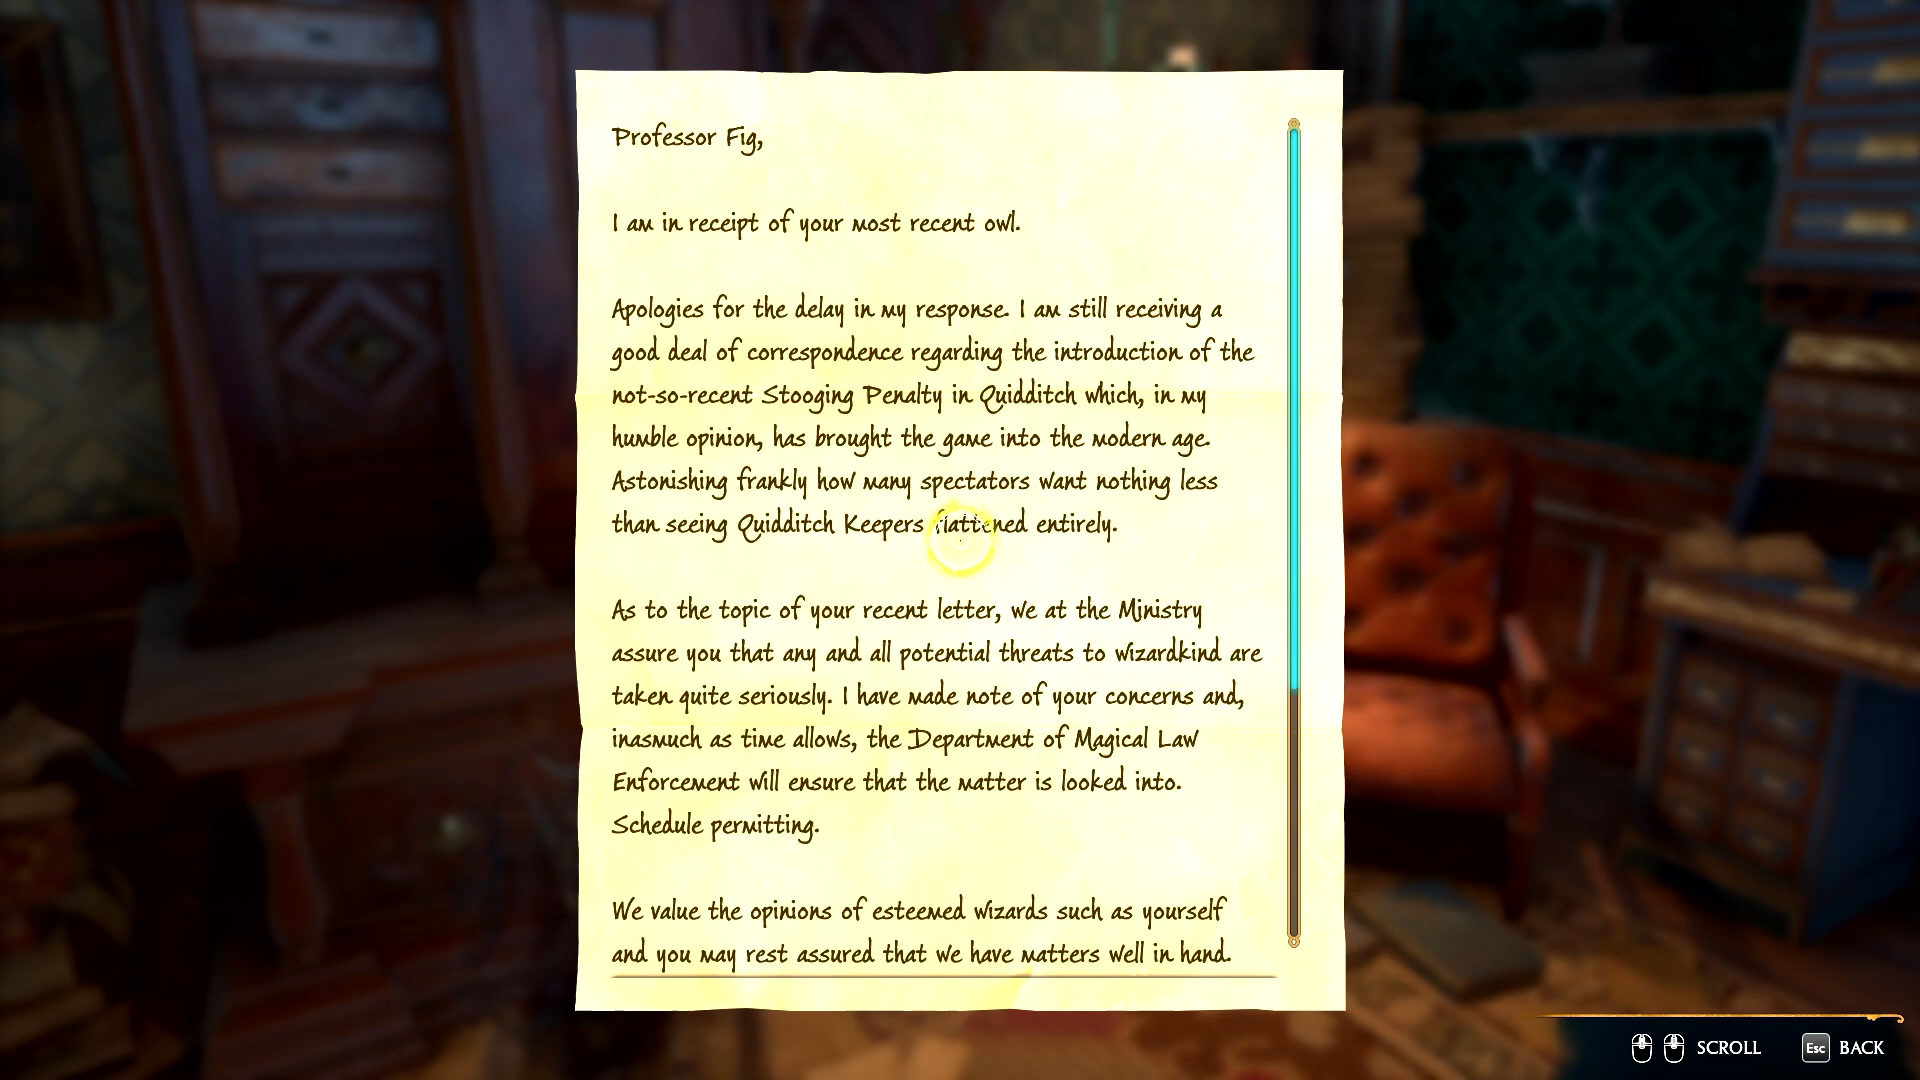 Professor Fig,
I am in receipt of your most recent owl.
Apologies for the delay in my response. I am still receiving a
good deal of correspondence regarding the introduction of the
not-so-recent Stooging Penalty in Quidditch which, in my
humble opinion, has brought the game into the modern age.
Astonishing frankly how many spectators want nothing less
than seeing Quidditch Keepers flattened entirely.
As to the topic of your recent letter, we at the Ministry
assure you that any and all potential threats to wizardkind are
taken quite seriously. I have made note of your concerns and,
inasmuch as time allows, the Department of Magical Law
Enforcement will ensure that the matter is looked into.
Schedule permitting.
We value the opinions of esteemed wizards such as yourself
and you may rest assured that we have matters well in hand.
SCROLL
Esc BACK